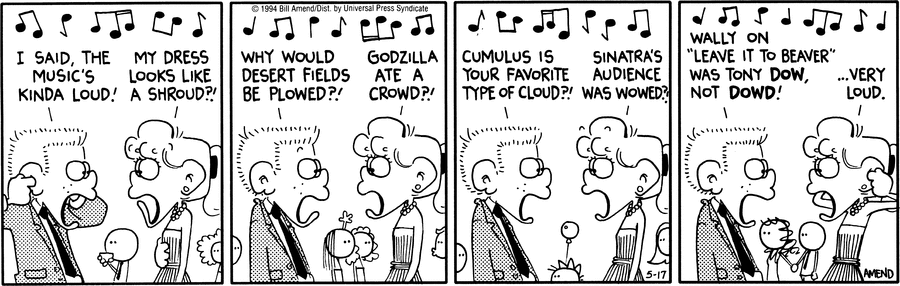 © 1994 Bill Amend/Dist. by Universal Press Syndicate
I SAID, THE
MUSIC'S
KINDA LOUD!
MY DRESS
LOOKS LIKE
A SHROUD?!
WHY WOULD
DESERT FIELDS
BE PLOWED?!
GODZILLA
ATE A
CROWD?!
CUMULUS IS
YOUR FAVORITE
TYPE OF CLOUD?!
SINATRA'S
AUDIENCE
WAS WOWED?!
5-17
WALLY ON
"LEAVE IT TO BEAVER"
WAS TONY DOW,
NOT DOWD!
...VERY
LOUD.
AMEND